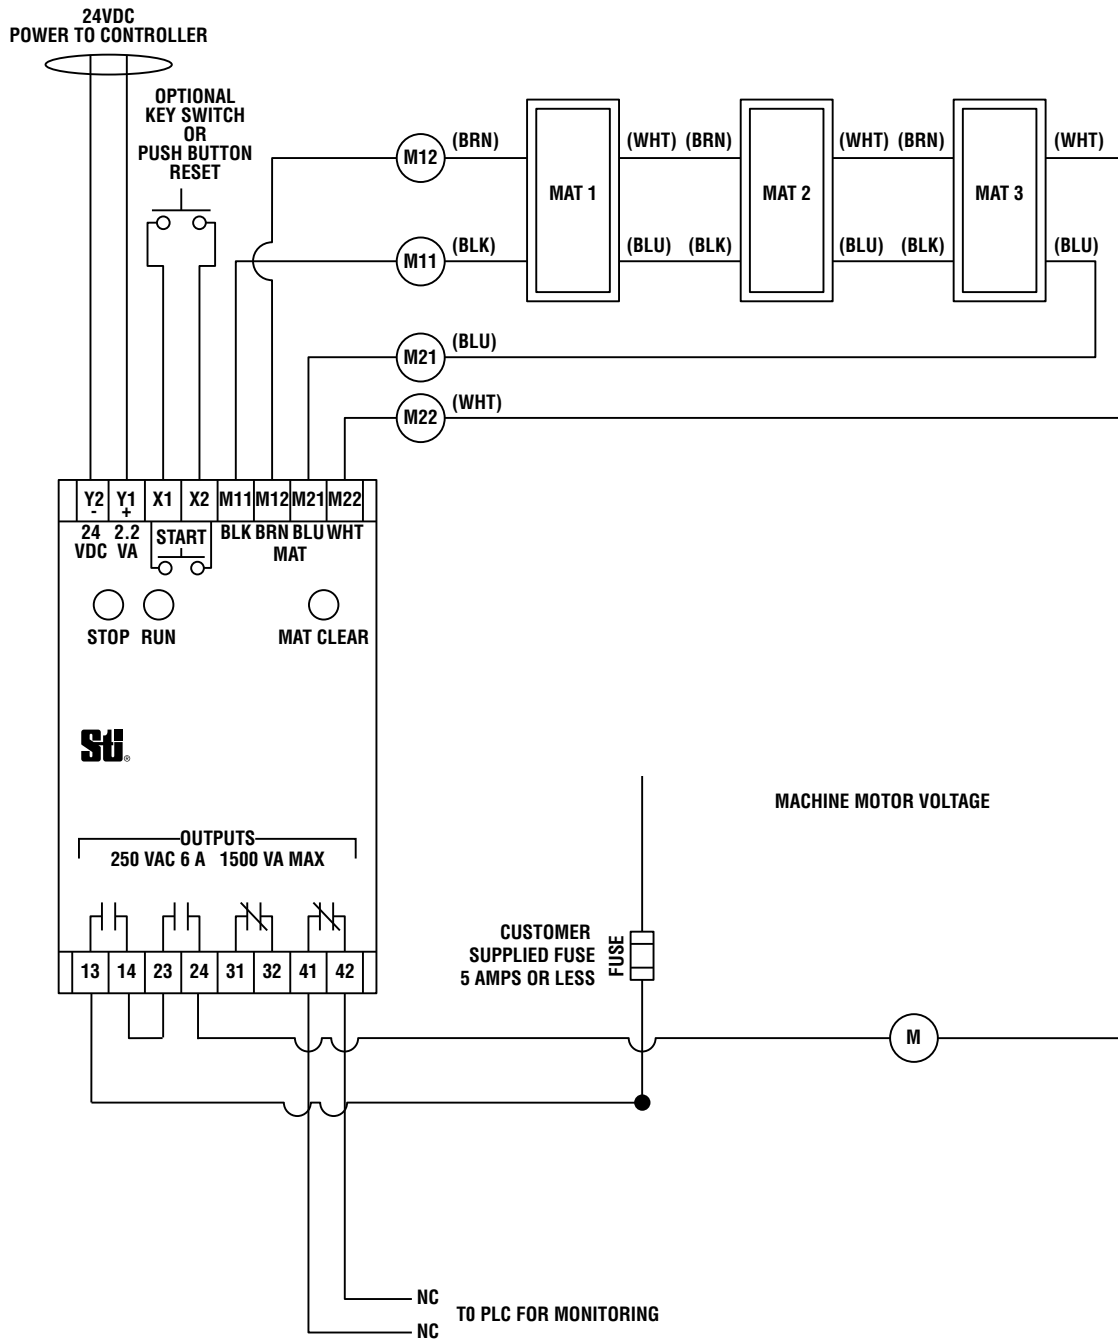 24VDC
POWER TO CONTROLLER
OPTIONAL
KEY SWITCH
OR
PUSH BUTTON
RESET
M12 (BRN) MAT 1 (WHT) (BRN) MAT 2 (WHT) (BRN) MAT 3 (WHT)
M11 (BLK) (BLU) (BLK) (BLU) (BLK) (BLU)
M21 (BLU)
M22 (WHT)
Y2 Y1 X1 X2 M11 M12 M21 M22
- +
24 2.2 START BLK BRN BLU WHT
VDC VA MAT
STOP RUN MAT CLEAR
Sti®
MACHINE MOTOR VOLTAGE
OUTPUTS
250 VAC 6 A 1500 VA MAX
CUSTOMER
SUPPLIED FUSE
5 AMPS OR LESS
FUSE
13 14 23 24 31 32 41 42
M
NC
T0 PLC FOR MONITORING
NC